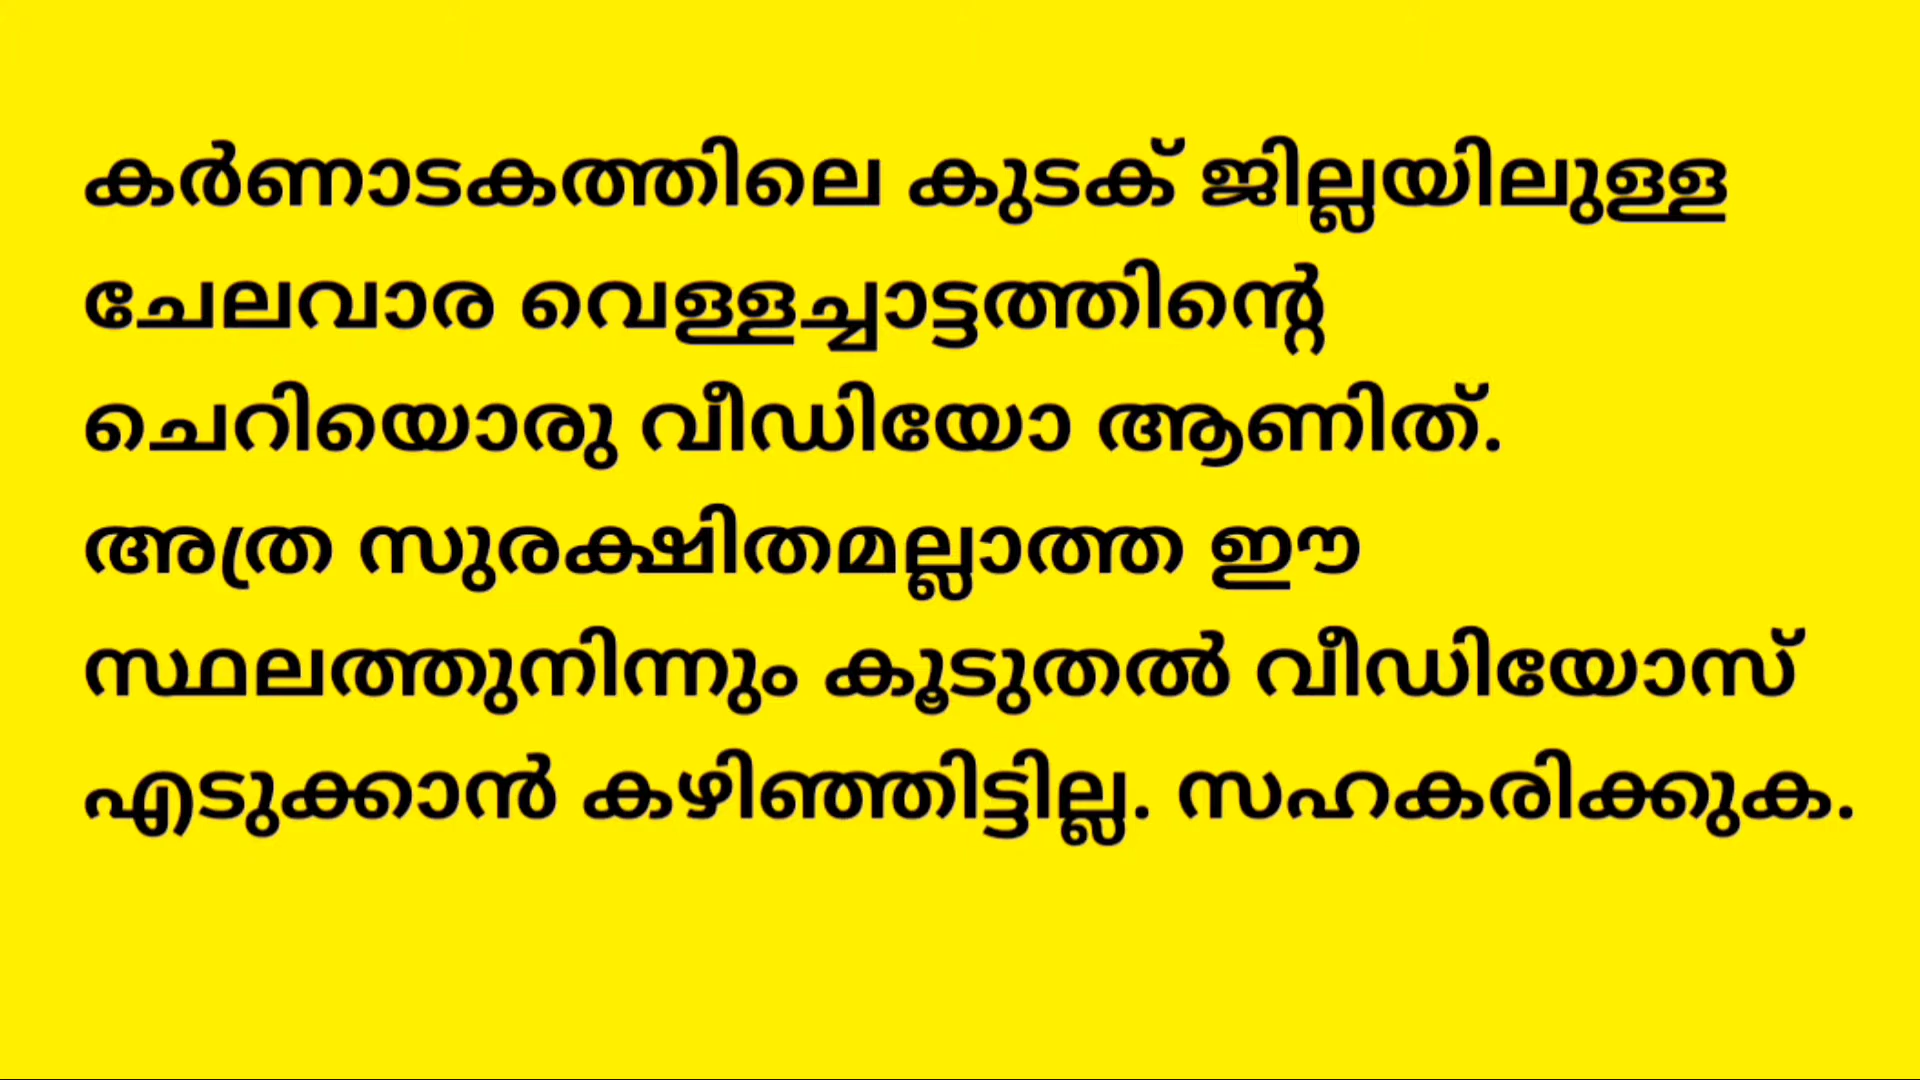 കർണാടകത്തിലെ കുടക് ജില്ലയിലുള്ള
ചേലവാര വെള്ളച്ചാട്ടത്തിന്റെ
ചെറിയൊരു വീഡിയോ ആണിത്.
അത്ര സുരക്ഷിതമല്ലാത്ത ഈ
സ്ഥലത്തുനിന്നും കൂടുതൽ വീഡിയോസ്
എടുക്കാൻ കഴിഞ്ഞിട്ടില്ല. സഹകരിക്കുക.